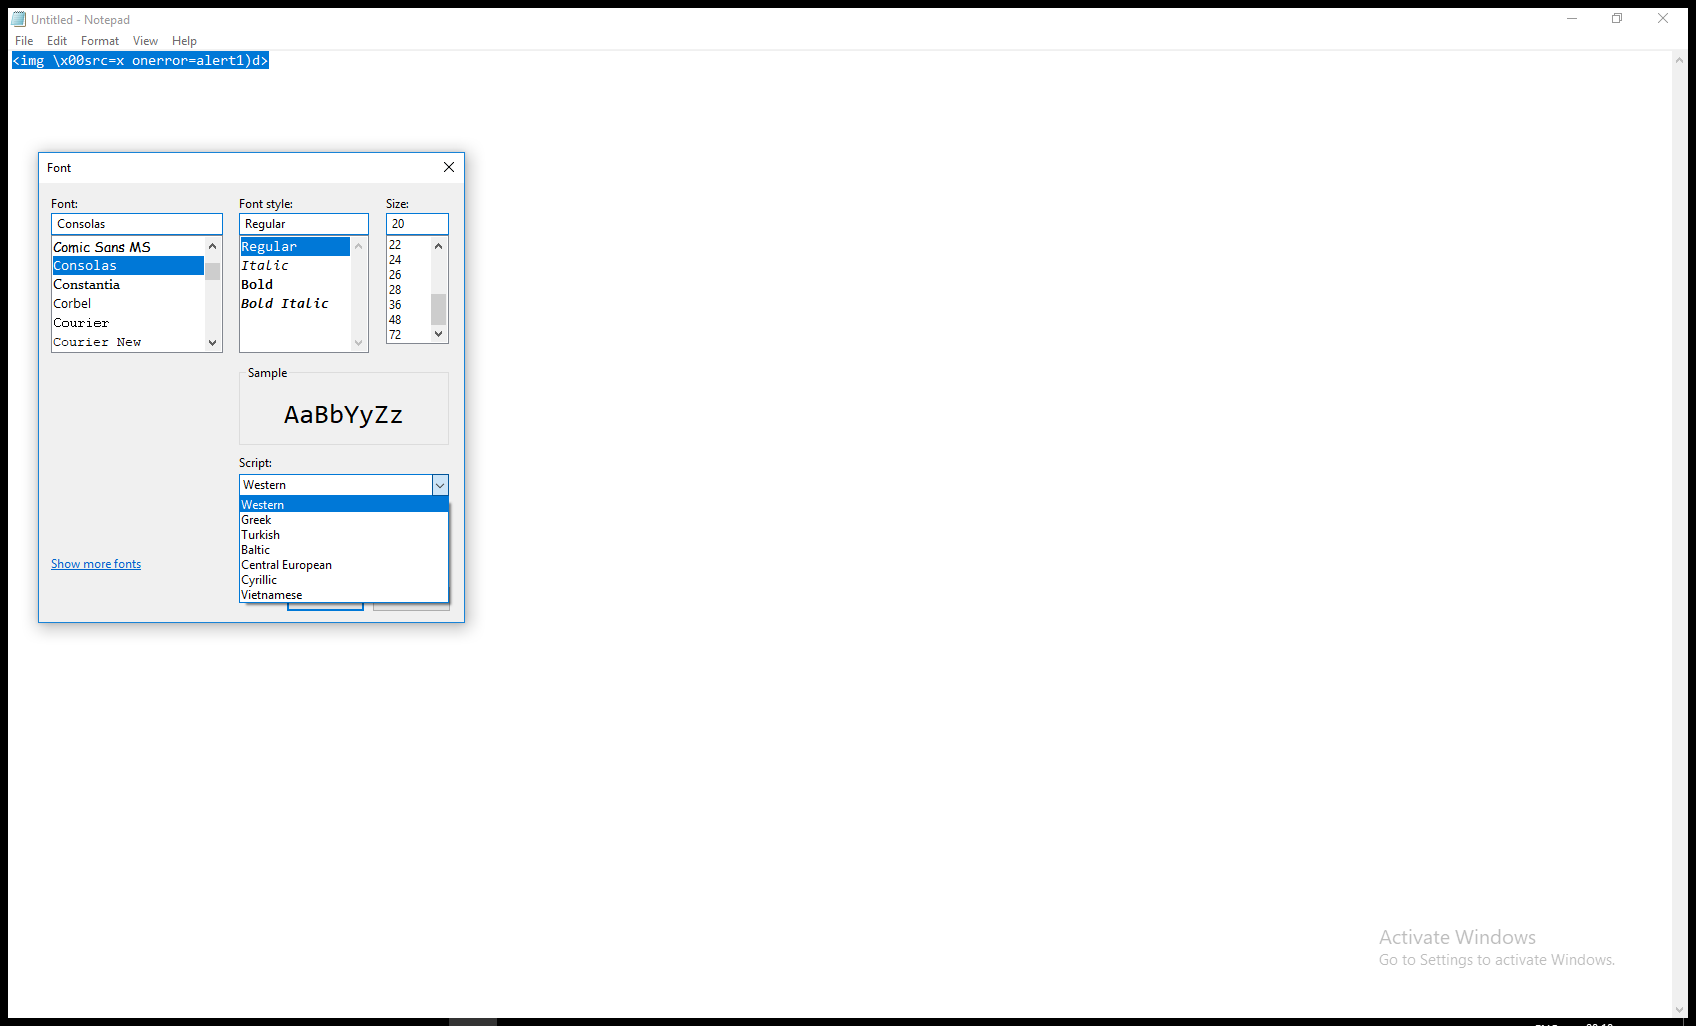 Untitled - Notepad
File Edit Format View Help
<img \x00src=x onerror=alert1)d>
Font
Font: Font style: Size:
Consolas Regular 20
Comic Sans MS
Consolas
Constantia
Corbel
Courier
Courier New
Regular
Italic
Bold
Bold Italic
22
24
26
28
36
48
72
Sample
AaBbYyZz
Script:
Western
Western
Greek
Turkish
Baltic
Central European
Cyrillic
Vietnamese
Show more fonts
Activate Windows
Go to Settings to activate Windows.